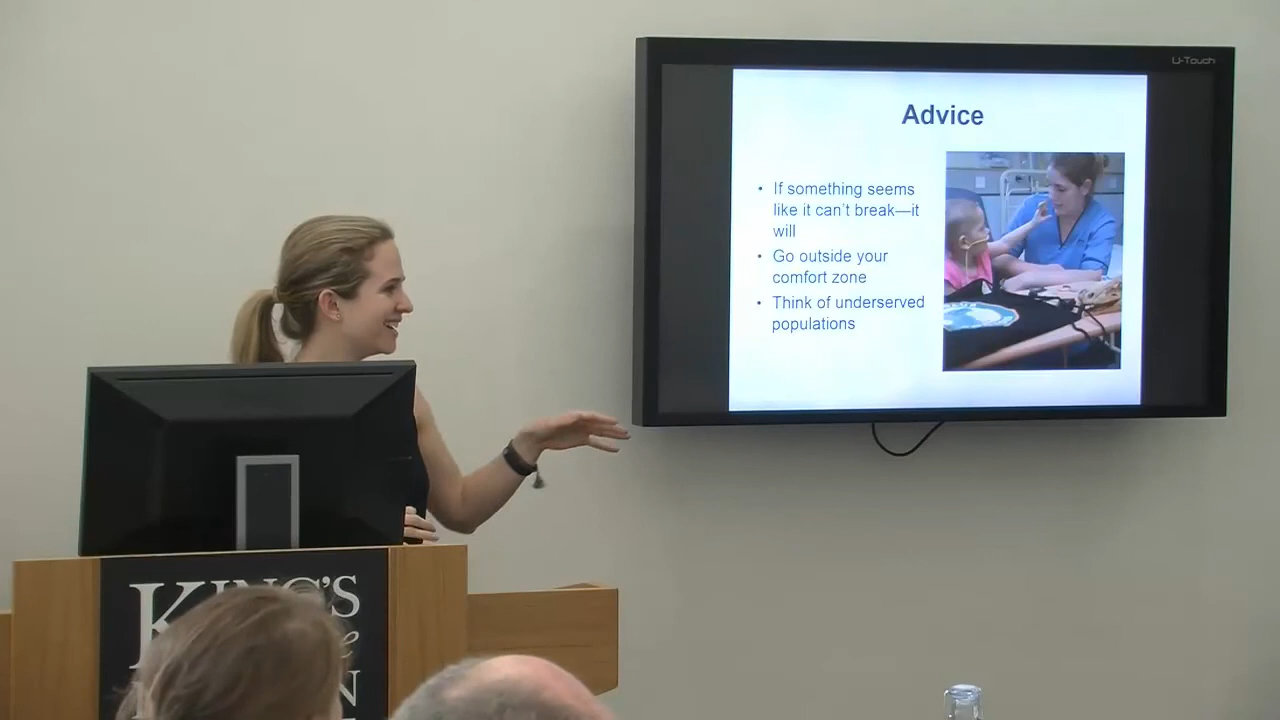 U-Touch
Advice
• If something seems
like it can't break—it
will
• Go outside your
comfort zone
• Think of underserved
populations
KING'S